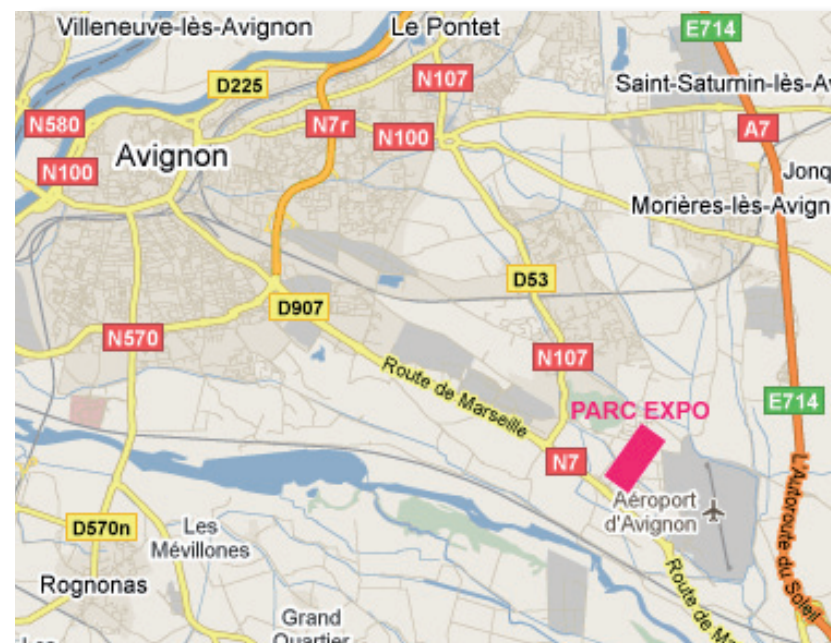 Villeneuve-lès-Avignon
Le Pontet
E714
D225
N107
Saint-Saturnin-lès-Av
N580
N7r
N100
A7
Avignon
N100
Jonq
Morières-lès-Avign
D53
D907
N570
N107
Route de Marseille
E714
PARC EXPO
N7
Aéroport
d'Avignon
L'Autoroute du Soleil
D570n
Les
Mévillones
Rognonas
Route de Ma
Grand
Quartier
Les